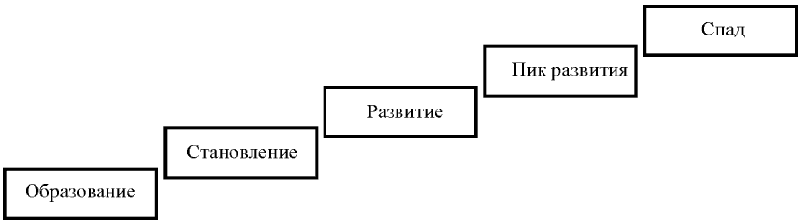 Спад
Пик развития
Развитие
Становление
Образование